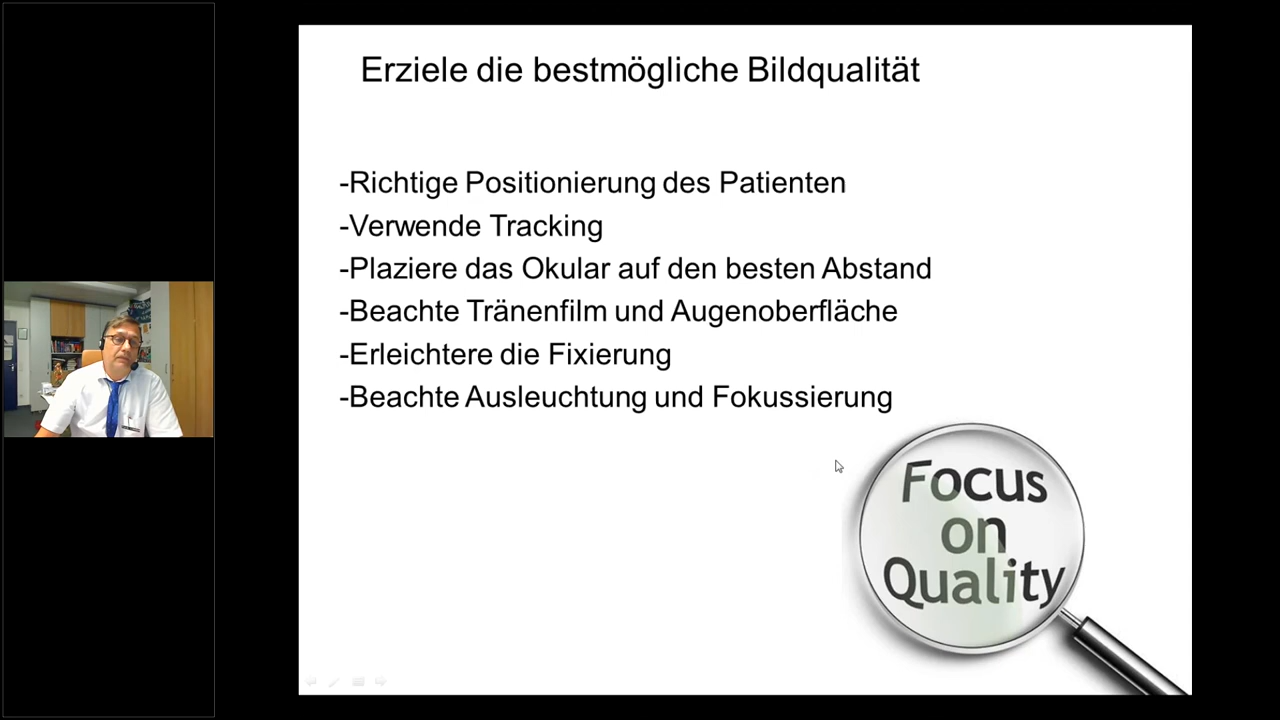 Erziele die bestmögliche Bildqualität
-Richtige Positionierung des Patienten
-Verwende Tracking
-Plaziere das Okular auf den besten Abstand
-Beachte Tränenfilm und Augenoberfläche
-Erleichtere die Fixierung
-Beachte Ausleuchtung und Fokussierung
Focus
on
Quality